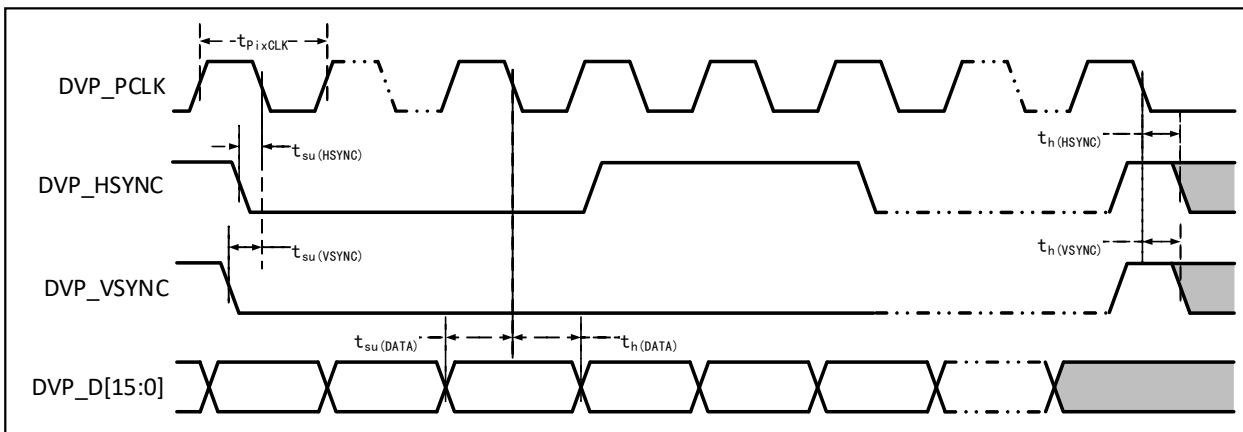 tPixCLK
DVP_PCLK
tsu(HSYNC)
th(HSYNC)
DVP_HSYNC
tsu(VSYNC)
th(VSYNC)
DVP_VSYNC
tsu(DATA)
th(DATA)
DVP_D[15:0]